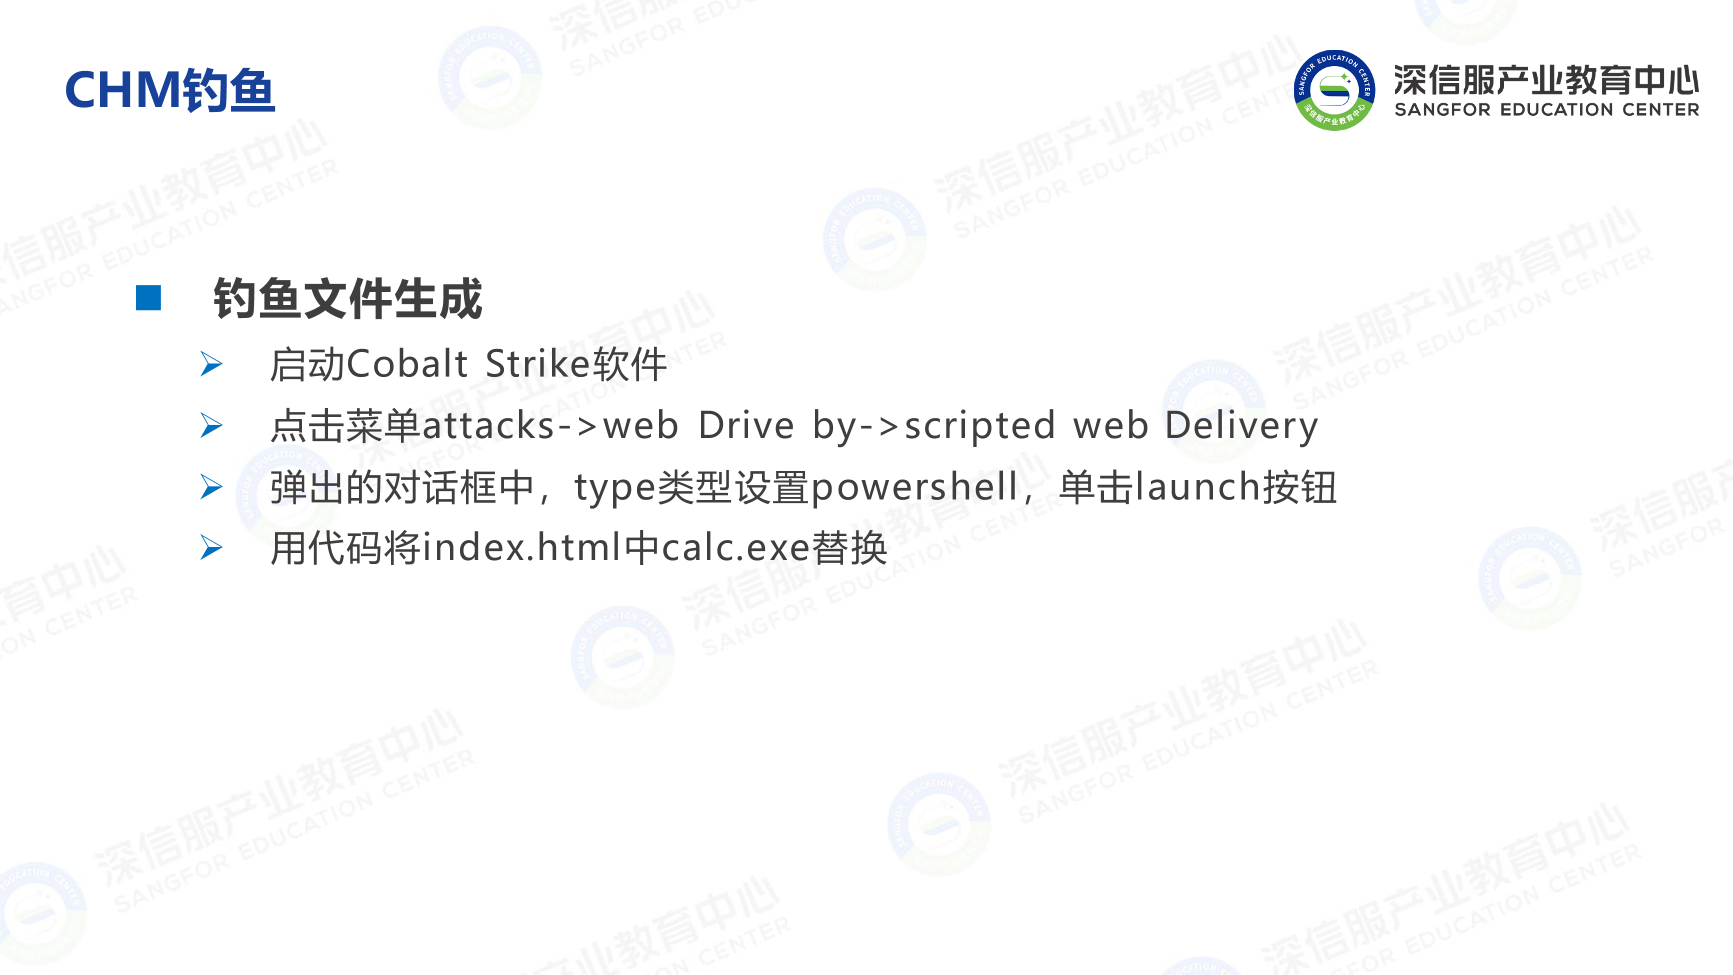 CHM钓鱼
深信服产业教育中心
SANGFOR EDUCATION CENTER
钓鱼文件生成
启动Cobalt Strike软件
点击菜单attacks->web Drive by->scripted web Delivery
弹出的对话框中，type类型设置powershell，单击launch按钮
用代码将index.html中calc.exe替换